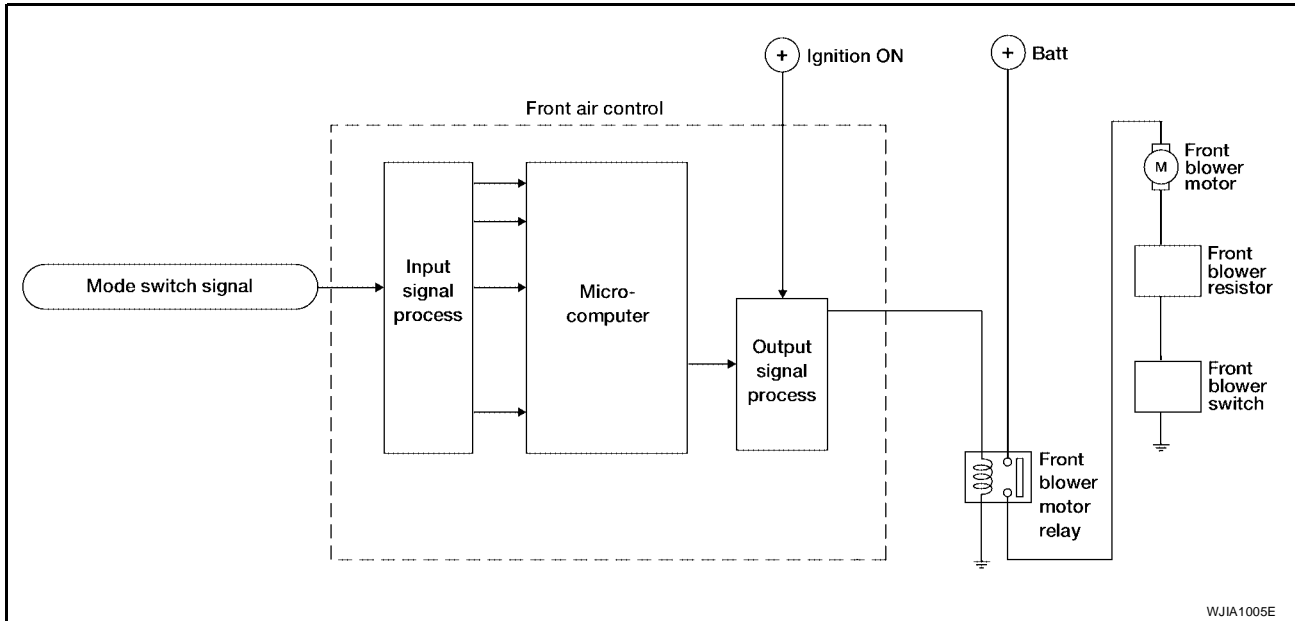 +
Ignition ON
+
Batt
Front air control
Front
blower
motor
M
Mode switch signal
Input
signal
process
Micro-
computer
Output
signal
process
Front
blower
resistor
Front
blower
switch
Front
blower
motor
relay
WJIA1005E